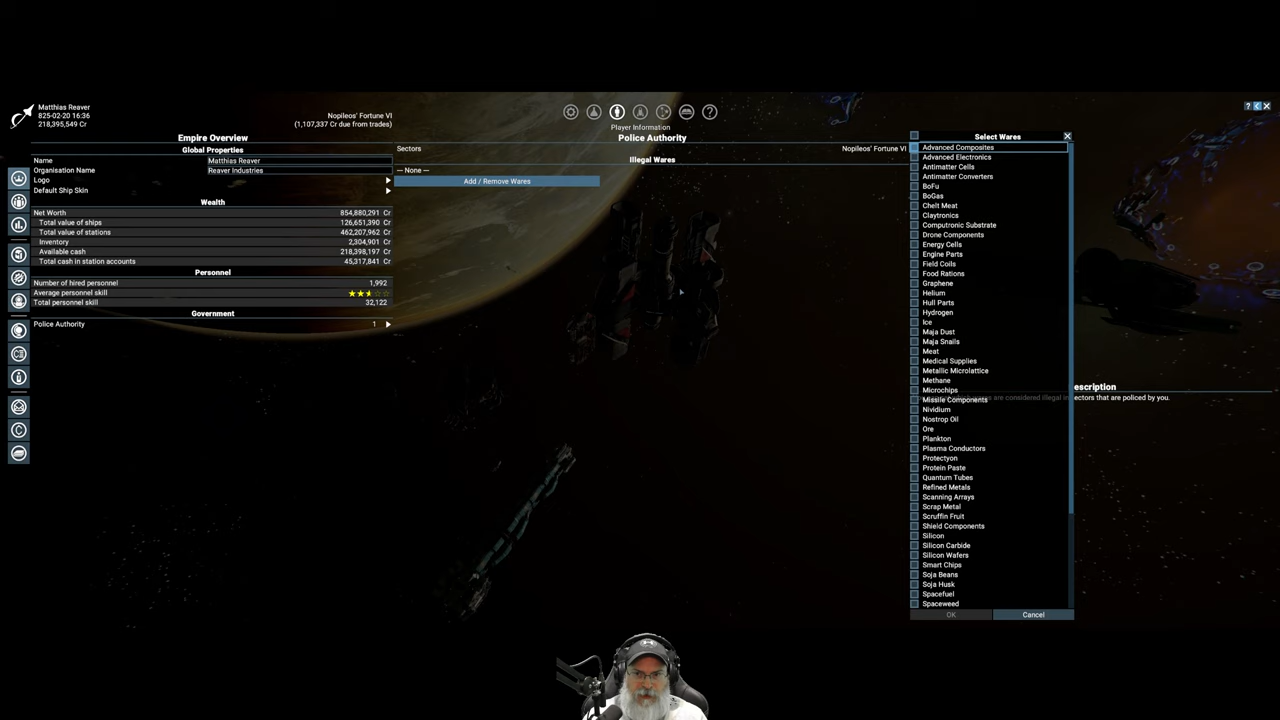 Matthias Reaver
825-02-20 16:36
218,395,549 Cr
Nopileos' Fortune VI
(1,107,337 Cr due from trades)
Player Information
Empire Overview
Global Properties
Name Matthias Reaver
Organisation Name Reaver Industries
Logo
Default Ship Skin
Wealth
Net Worth 854,880,291 Cr
Total value of ships 126,651,390 Cr
Total value of stations 462,207,962 Cr
Inventory 2,304,901 Cr
Available cash 218,398,197 Cr
Total cash in station accounts 45,317,841 Cr
Personnel
Number of hired personnel 1,992
Average personnel skill
Total personnel skill 32,122
Government
Police Authority 1
Police Authority
Sectors Nopileos' Fortune VI
Illegal Wares
— None —
Add / Remove Wares
Select Wares
Advanced Composites
Advanced Electronics
Antimatter Cells
Antimatter Converters
BoFu
BoGas
Chelt Meat
Claytronics
Computronic Substrate
Drone Components
Energy Cells
Engine Parts
Field Coils
Food Rations
Graphene
Helium
Hull Parts
Hydrogen
Ice
Maja Dust
Maja Snails
Meat
Medical Supplies
Metallic Microlattice
Methane
Microchips
Missile Components
Nividium
Nostrop Oil
Ore
Plankton
Plasma Conductors
Protectyon
Protein Paste
Quantum Tubes
Refined Metals
Scanning Arrays
Scrap Metal
Scruffin Fruit
Shield Components
Silicon
Silicon Carbide
Silicon Wafers
Smart Chips
Soja Beans
Soja Husk
Spacefuel
Spaceweed
OK Cancel
escription
are considered illegal in ectors that are policed by you.